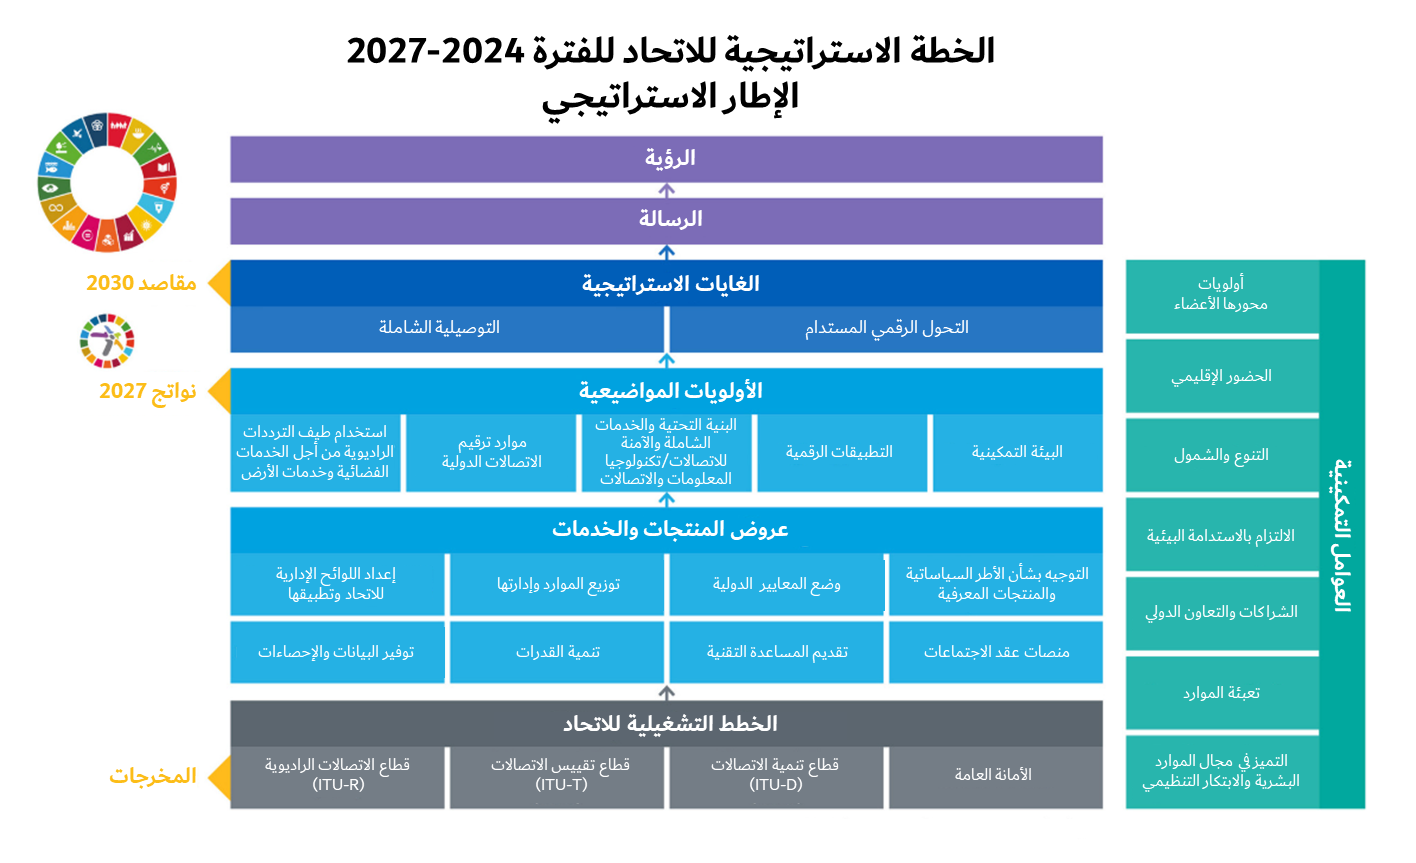 الخطة الاستراتيجية للاتحاد للفترة 2024-2027
الإطار الاستراتيجي
الرؤية
الرسالة
الغايات الاستراتيجية
مقاصد 2030
التحول الرقمي المستدام
التوصيلية الشاملة
الأولويات المواضيعية
نواتج 2027
البيئة التمكينية
التطبيقات الرقمية
البنية التحتية والخدمات
الشاملة والآمنة
للاتصالات/تكنولوجيا
المعلومات والاتصالات
موارد ترقيم
الاتصالات الدولية
استخدام طيف الترددات
الراديوية من أجل الخدمات
الفضائية وخدمات الأرض
عروض المنتجات والخدمات
التوجيه بشأن الأطر السياساتية
والمنتجات المعرفية
وضع المعايير الدولية
توزيع الموارد وإدارتها
إعداد اللوائح الإدارية
للاتحاد وتطبيقها
منصات عقد الاجتماعات
تقديم المساعدة التقنية
تنمية القدرات
توفير البيانات والإحصاءات
الخطط التشغيلية للاتحاد
المخرجات
الأمانة العامة
قطاع تنمية الاتصالات
(ITU-D)
قطاع تقييس الاتصالات
(ITU-T)
قطاع الاتصالات الراديوية
(ITU-R)
العوامل التمكينية
أولويات
محورها الأعضاء
الحضور الإقليمي
التنوع والشمول
الالتزام بالاستدامة البيئية
الشراكات والتعاون الدولي
تعبئة الموارد
التميز في مجال الموارد
البشرية والابتكار التنظيمي